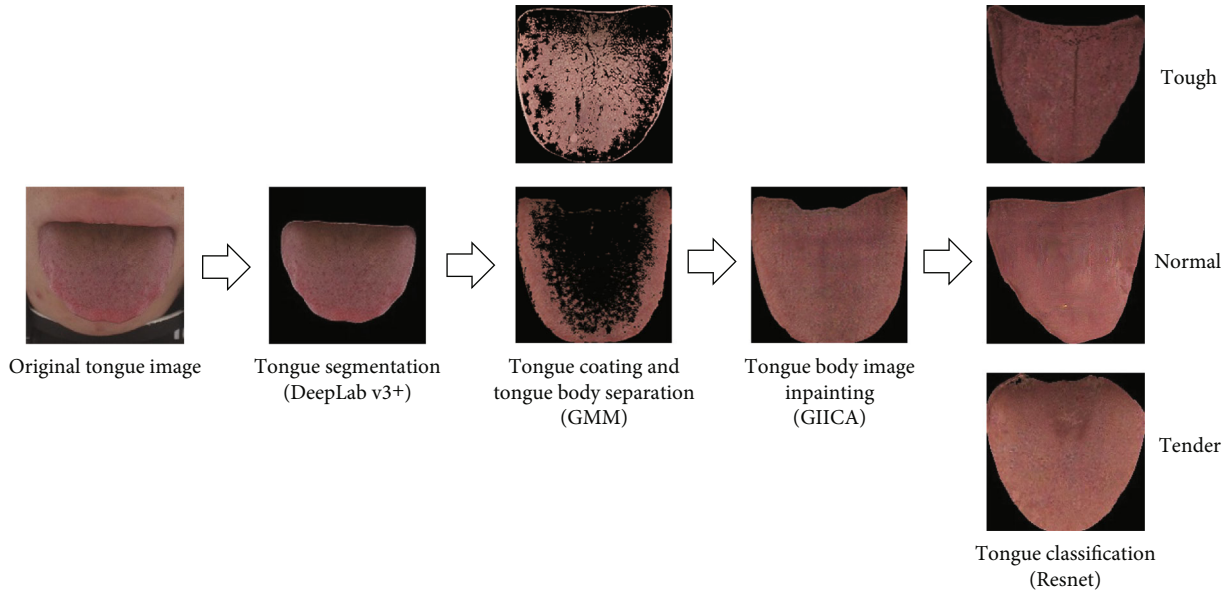 Tough
Normal
Tender
Original tongue image
Tongue segmentation
(DeepLab v3+)
Tongue coating and
tongue body separation
(GMM)
Tongue body image
inpainting
(GIICA)
Tongue classification
(Resnet)